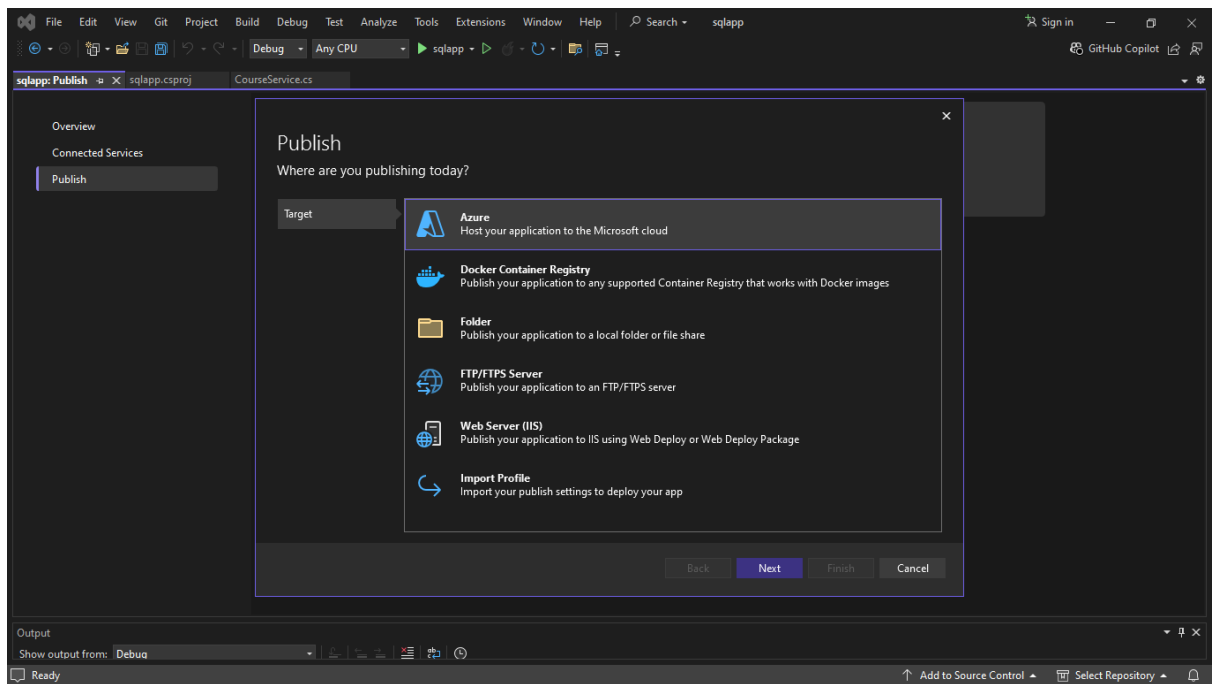 File Edit View Git Project Build Debug Test Analyze Tools Extensions Window Help Search sqlapp Sign in
Debug Any CPU sqlapp GitHub Copilot
sqlapp: Publish sqlapp.csproj CourseService.cs
Overview
Connected Services
Publish
Publish
Where are you publishing today?
Target
Azure
Host your application to the Microsoft cloud
Docker Container Registry
Publish your application to any supported Container Registry that works with Docker images
Folder
Publish your application to a local folder or file share
FTP/FTPS Server
Publish your application to an FTP/FTPS server
Web Server (IIS)
Publish your application to IIS using Web Deploy or Web Deploy Package
Import Profile
Import your publish settings to deploy your app
Back Next Finish Cancel
Output
Show output from: Debug
Ready Add to Source Control Select Repository